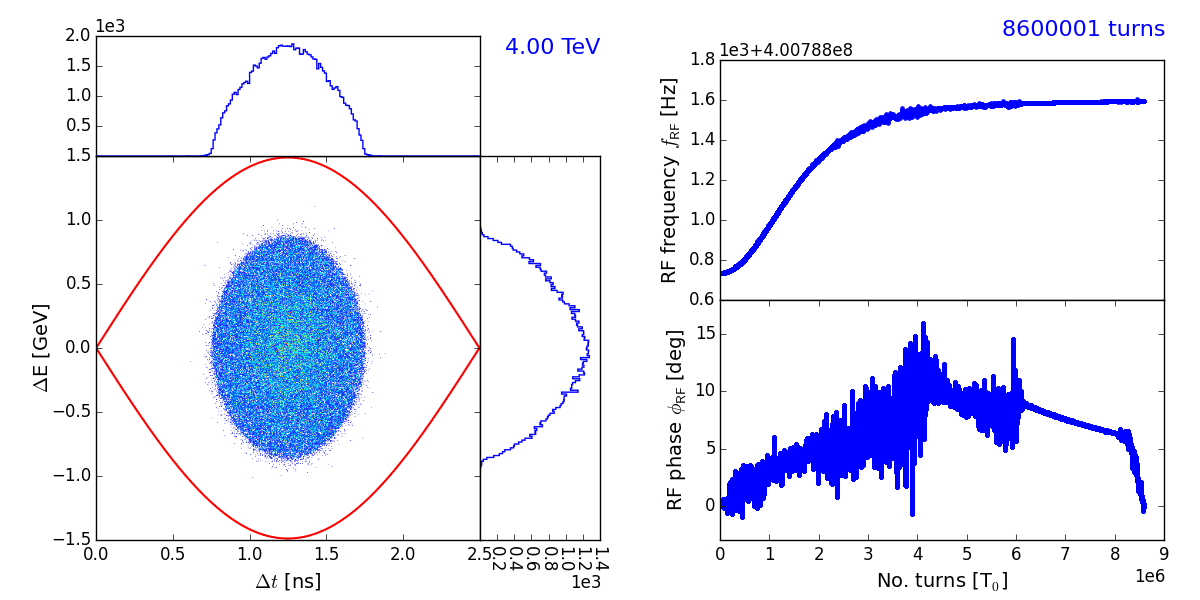 1e3
2.0
1.5
1.0
0.5
4.00 TeV
1.5
1.0
0.5
0.0
−0.5
−1.0
−1.5
ΔE [GeV]
0.0 0.5 1.0 1.5 2.0 2.5
Δt [ns]
0.2 0.4 0.6 0.8 1.0 1.2 1.4
1e3
8600001 turns
1e3+4.00788e8
1.8
1.6
1.4
1.2
1.0
0.8
0.6
RF frequency fRF [Hz]
15
10
5
0
RF phase ϕRF [deg]
0 1 2 3 4 5 6 7 8 9
1e6
No. turns [T0]